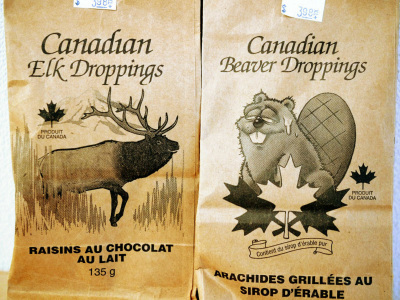 Canadian
Elk Droppings
PRODUIT
DU CANADA
RAISINS AU CHOCOLAT
AU LAIT
135 g
Canadian
Beaver Droppings
PRODUIT
DU CANADA
Contient du sirop d'érable pur
ARACHIDES GRILLÉES AU
SIROP D'ÉRABLE